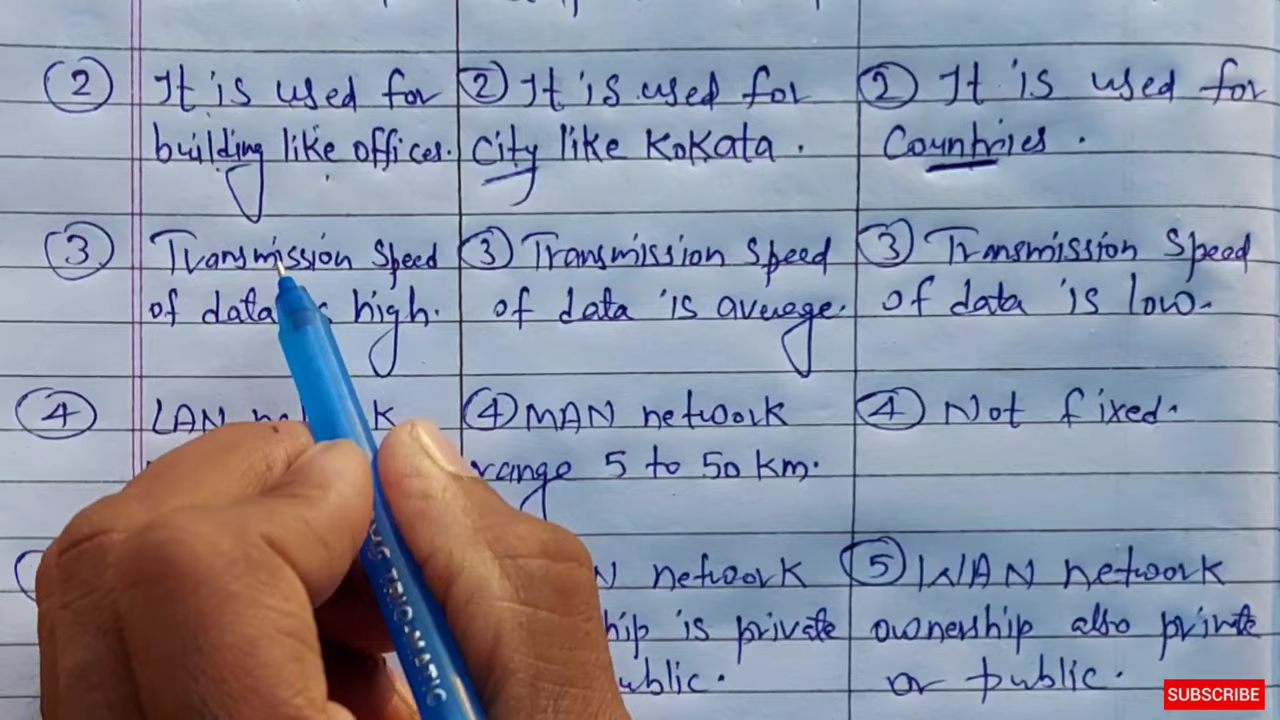 ② It is used for
building like offices.
② It is used for
city like Kokata.
② It is used for
Countries.
③ Transmission Speed
of data high.
③ Transmission Speed
of data is average.
③ Transmission Speed
of data is low.
④ LAN
④ MAN network
range 5 to 50 km.
④ Not fixed.
network
is private
⑤ WAN network
ownership also private
or public.
TRIO-MATIC
SUBSCRIBE